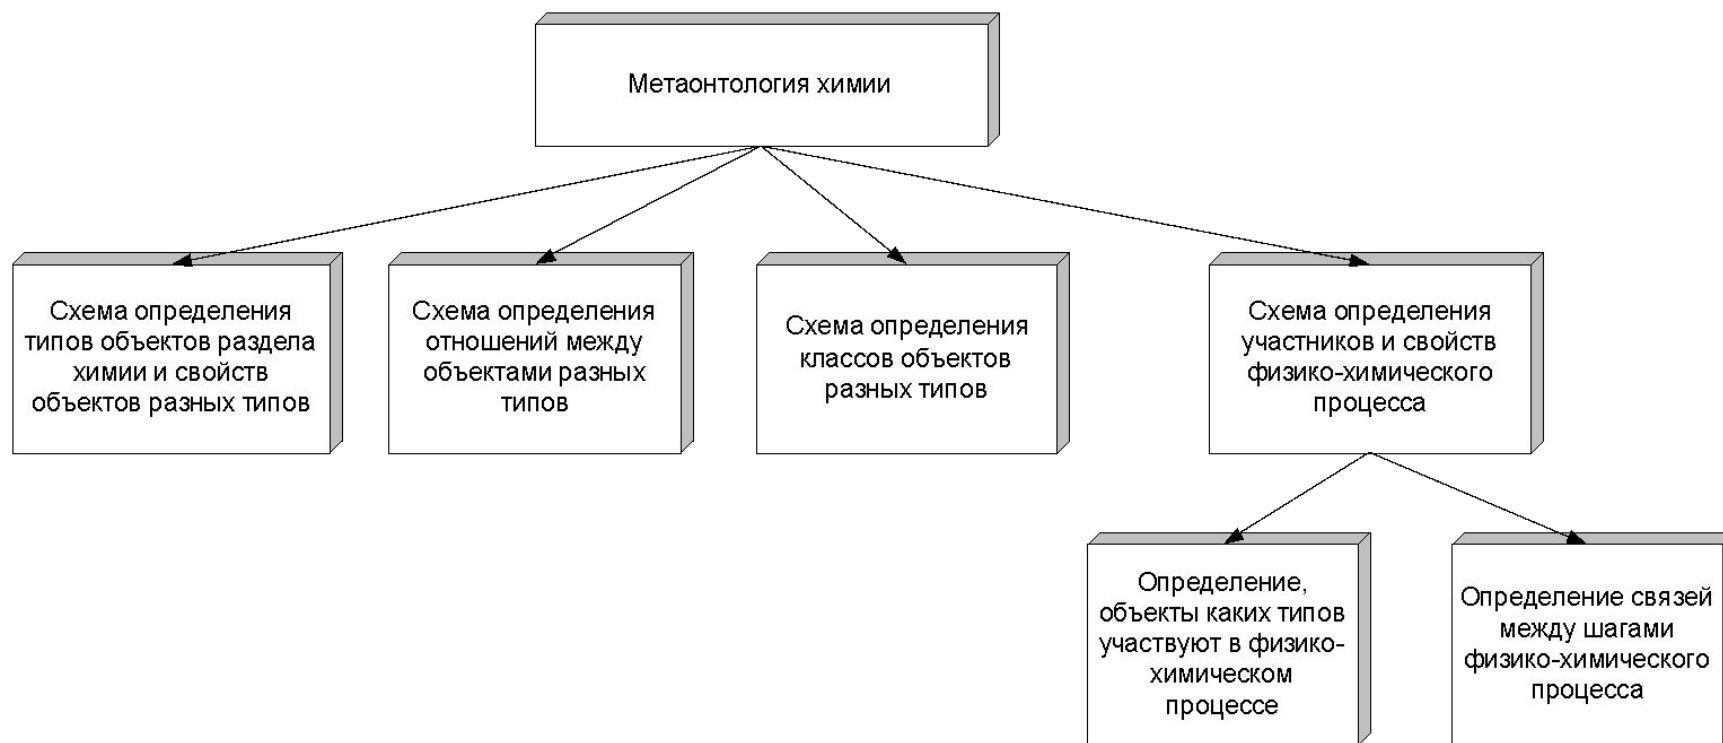 Метаонтология химии
Схема определения
типов объектов раздела
химии и свойств
объектов разных типов
Схема определения
отношений между
объектами разных
типов
Схема определения
классов объектов
разных типов
Схема определения
участников и свойств
физико-химического
процесса
Определение,
объекты каких типов
участвуют в физико-
химическом
процессе
Определение связей
между шагами
физико-химического
процесса